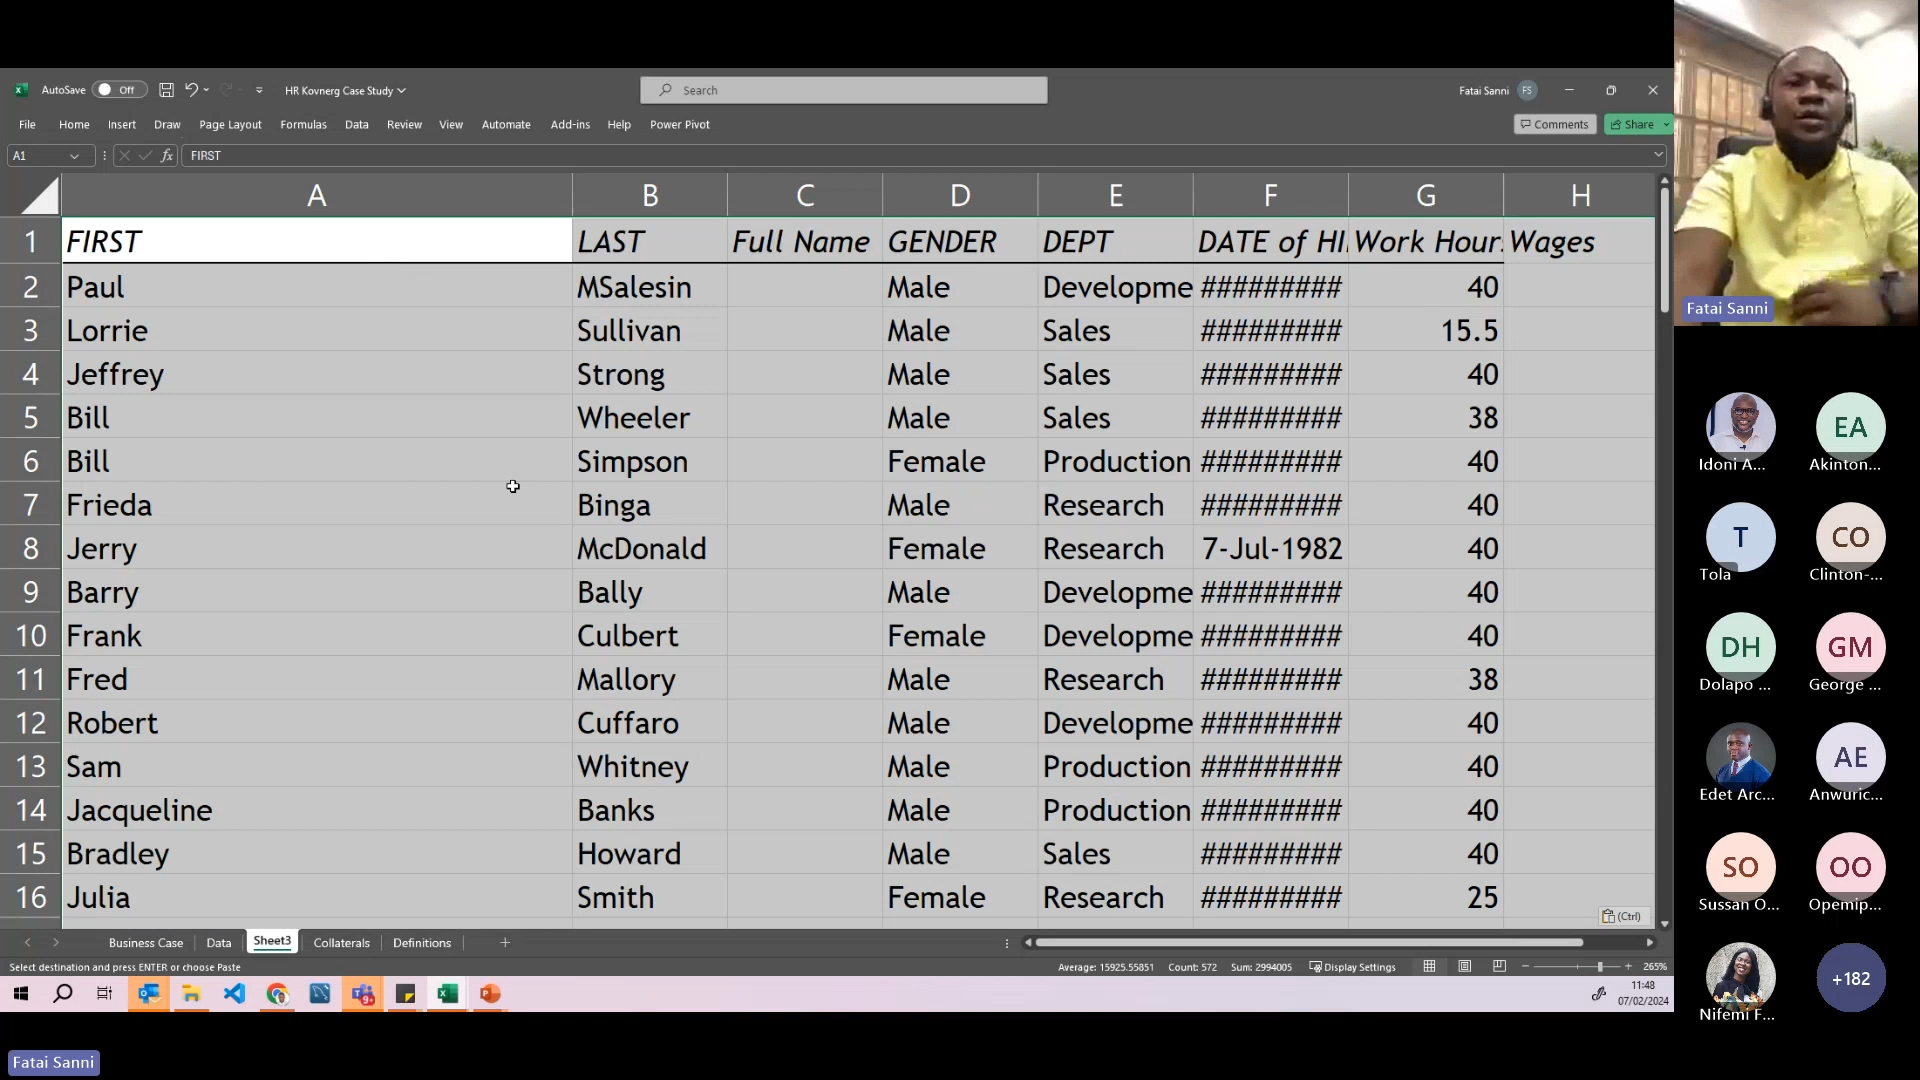 AutoSave Off HR Kovnerg Case Study Search Fatai Sanni FS
File Home Insert Draw Page Layout Formulas Data Review View Automate Add-ins Help Power Pivot Comments Share
A1 fx FIRST
A B C D E F G H
1 FIRST LAST Full Name GENDER DEPT DATE of HI Work Hour Wages
2 Paul MSalesin Male Developme ######### 40
3 Lorrie Sullivan Male Sales ######### 15.5
4 Jeffrey Strong Male Sales ######### 40
5 Bill Wheeler Male Sales ######### 38
6 Bill Simpson Female Production ######### 40
7 Frieda Binga Male Research ######### 40
8 Jerry McDonald Female Research 7-Jul-1982 40
9 Barry Bally Male Developme ######### 40
10 Frank Culbert Female Developme ######### 40
11 Fred Mallory Male Research ######### 38
12 Robert Cuffaro Male Developme ######### 40
13 Sam Whitney Male Production ######### 40
14 Jacqueline Banks Male Production ######### 40
15 Bradley Howard Male Sales ######### 40
16 Julia Smith Female Research ######### 25
(Ctrl)
Business Case Data Sheet3 Collaterals Definitions
Select destination and press ENTER or choose Paste Average: 15925.55851 Count: 572 Sum: 2994005 Display Settings 265%
9+
11:48
07/02/2024
Fatai Sanni
Fatai Sanni
EA
Idoni A... Akinton...
T CO
Tola Clinton-...
DH GM
Dolapo ... George ...
AE
Edet Arc... Anwuric...
SO OO
Sussan O... Opemip...
+182
Nifemi F...